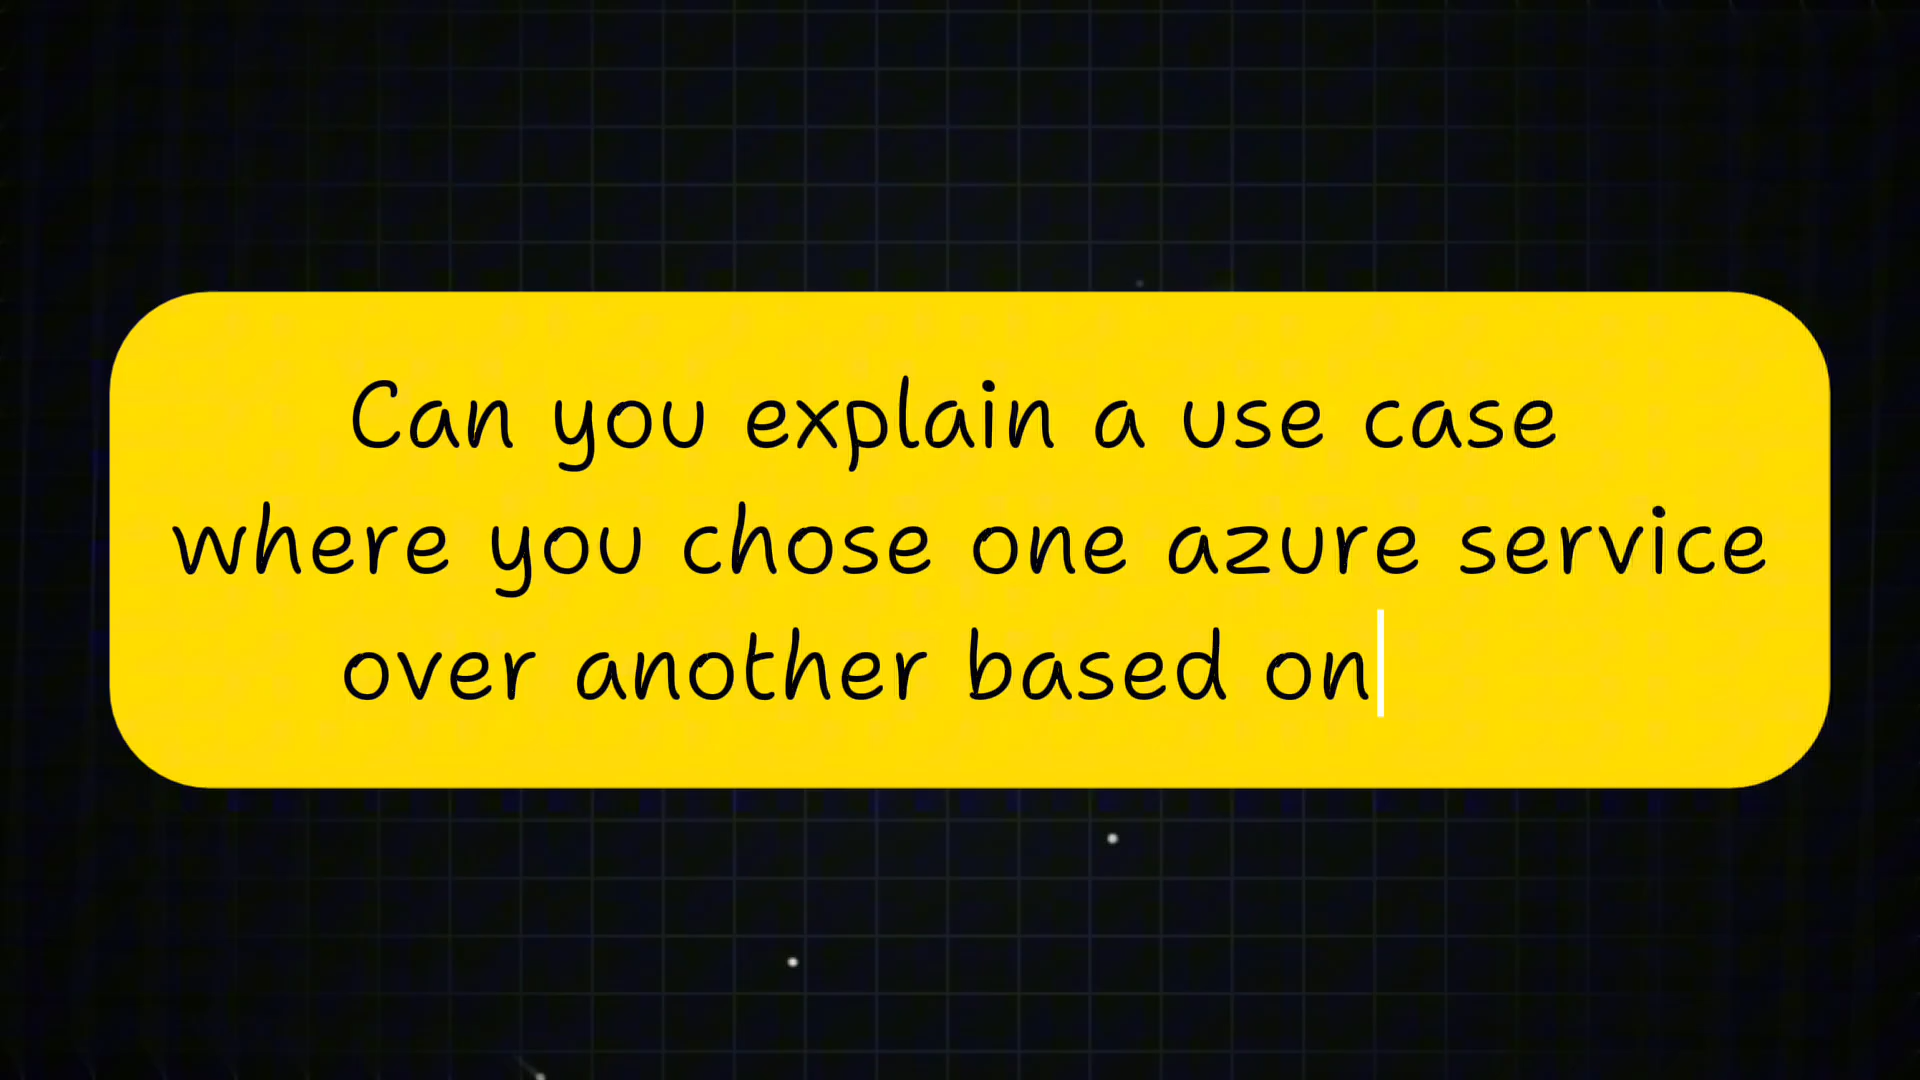 Can you explain a use case
where you chose one azure service
over another based on